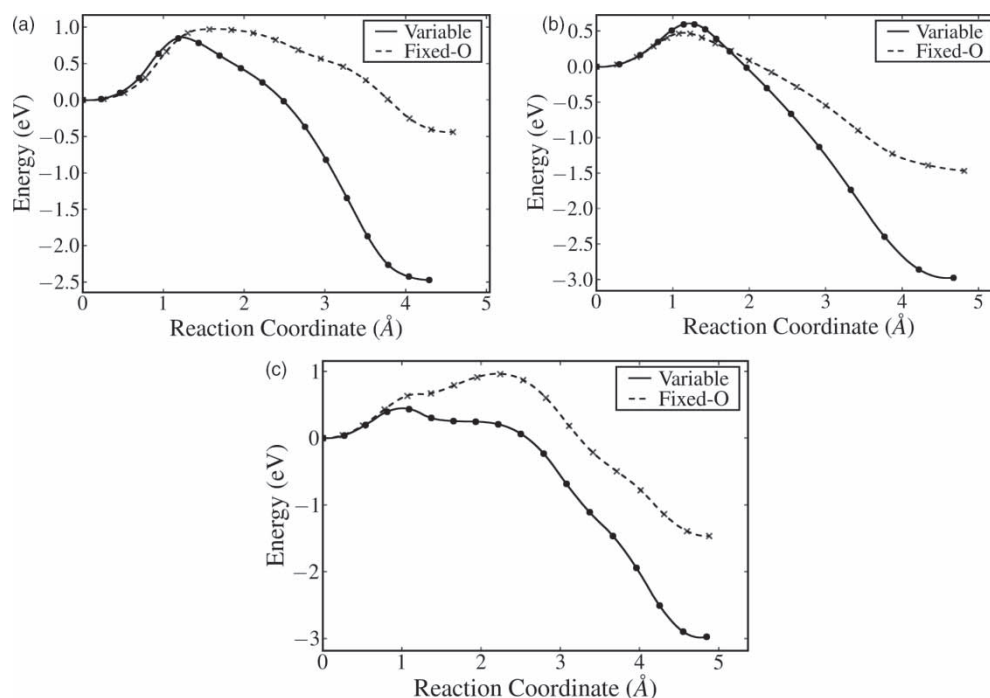 (a)
Variable
Fixed-O
1.0
0.5
0.0
−0.5
−1.0
−1.5
−2.0
−2.5
Energy (eV)
0 1 2 3 4 5
Reaction Coordinate (Å)
(b)
Variable
Fixed-O
0.5
0.0
−0.5
−1.0
−1.5
−2.0
−2.5
−3.0
Energy (eV)
0 1 2 3 4 5
Reaction Coordinate (Å)
(c)
Variable
Fixed-O
1
0
−1
−2
−3
Energy (eV)
0 1 2 3 4 5
Reaction Coordinate (Å)